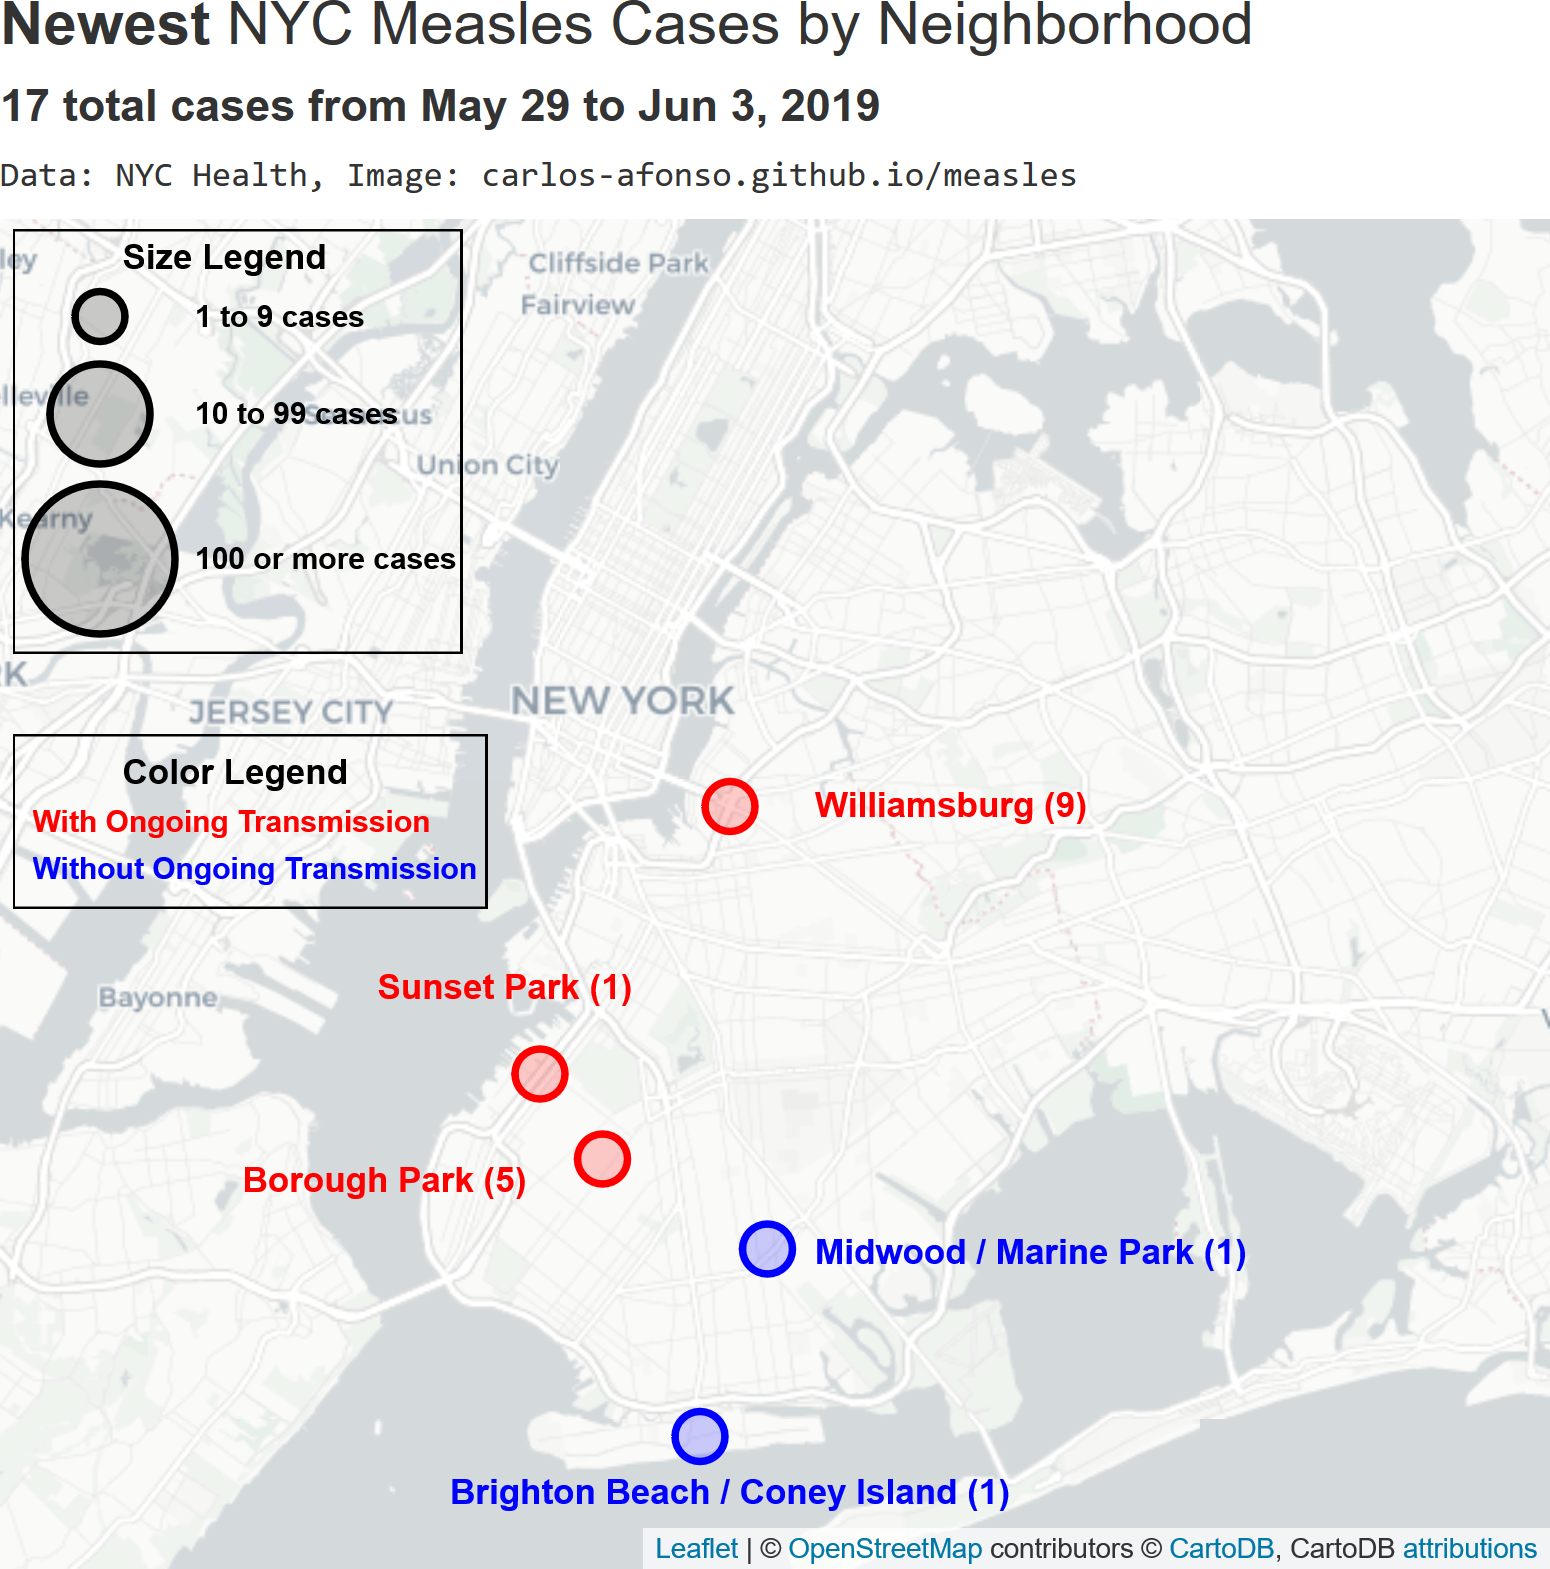 Newest NYC Measles Cases by Neighborhood
17 total cases from May 29 to Jun 3, 2019
Data: NYC Health, Image: carlos-afonso.github.io/measles
Size Legend
1 to 9 cases
10 to 99 cases
100 or more cases
ley
Cliffside Park
Fairview
lleville
Union City
Kearny
RK
JERSEY CITY
NEW YORK
Color Legend
With Ongoing Transmission
Without Ongoing Transmission
Williamsburg (9)
Sunset Park (1)
Bayonne
Borough Park (5)
Midwood / Marine Park (1)
Brighton Beach / Coney Island (1)
Leaflet | © OpenStreetMap contributors © CartoDB, CartoDB attributions